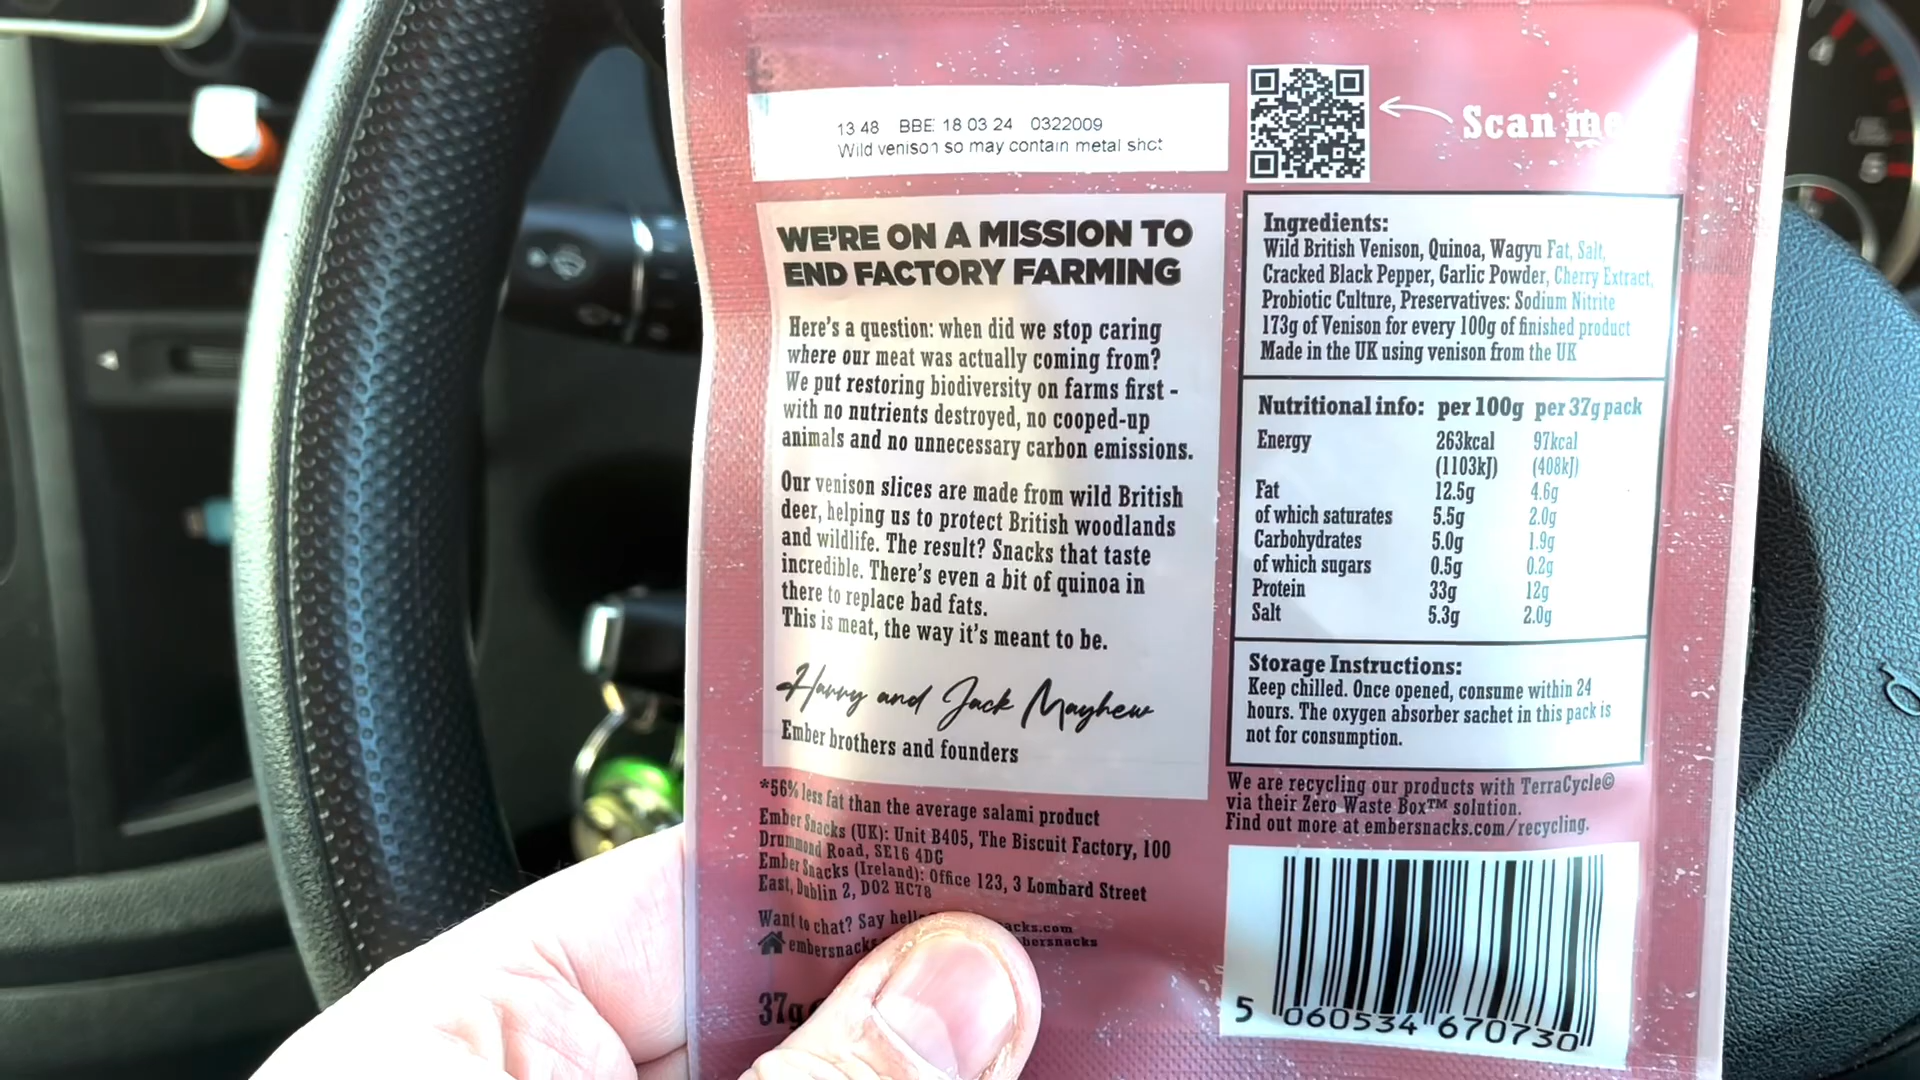 13 48 BBE 18 03 24 0322009
Wild venison so may contain metal shot
Scan me
WE'RE ON A MISSION TO
END FACTORY FARMING
Here's a question: when did we stop caring
where our meat was actually coming from?
We put restoring biodiversity on farms first -
with no nutrients destroyed, no cooped-up
animals and no unnecessary carbon emissions.
Our venison slices are made from wild British
deer, helping us to protect British woodlands
and wildlife. The result? Snacks that taste
incredible. There's even a bit of quinoa in
there to replace bad fats.
This is meat, the way it's meant to be.
Harry and Jack Mayhew
Ember brothers and founders
*56% less fat than the average salami product
Ember Snacks (UK): Unit B405, The Biscuit Factory, 100
Drummond Road, SE16 4DG
Ember Snacks (Ireland): Office 123, 3 Lombard Street
East, Dublin 2, D02 HC78
Want to chat? Say hell acks.com
embersnack bersnacks
37g
Ingredients:
Wild British Venison, Quinoa, Wagyu Fat, Salt,
Cracked Black Pepper, Garlic Powder, Cherry Extract,
Probiotic Culture, Preservatives: Sodium Nitrite
173g of Venison for every 100g of finished product
Made in the UK using venison from the UK
Nutritional info: per 100g per 37g pack
Energy 263kcal 97kcal
(1103kJ) (408kJ)
Fat 12.5g 4.6g
of which saturates 5.5g 2.0g
Carbohydrates 5.0g 1.9g
of which sugars 0.5g 0.2g
Protein 33g 12g
Salt 5.3g 2.0g
Storage Instructions:
Keep chilled. Once opened, consume within 24
hours. The oxygen absorber sachet in this pack is
not for consumption.
We are recycling our products with TerraCycle©
via their Zero Waste Box™ solution.
Find out more at embersnacks.com/recycling.
5 060534 670730